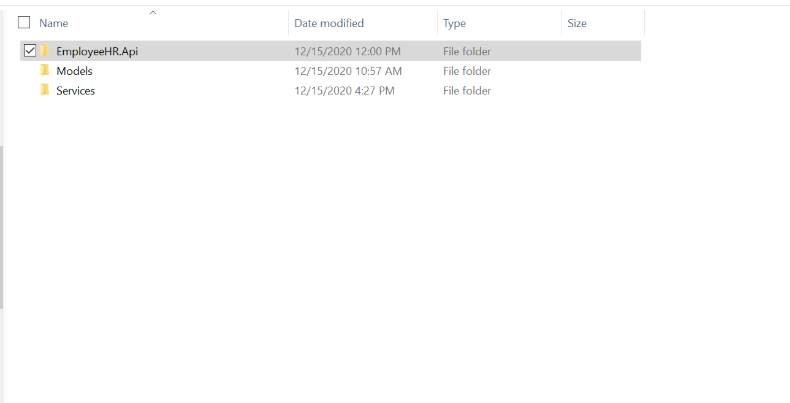 Name Date modified Type Size
EmployeeHR.Api 12/15/2020 12:00 PM File folder
Models 12/15/2020 10:57 AM File folder
Services 12/15/2020 4:27 PM File folder